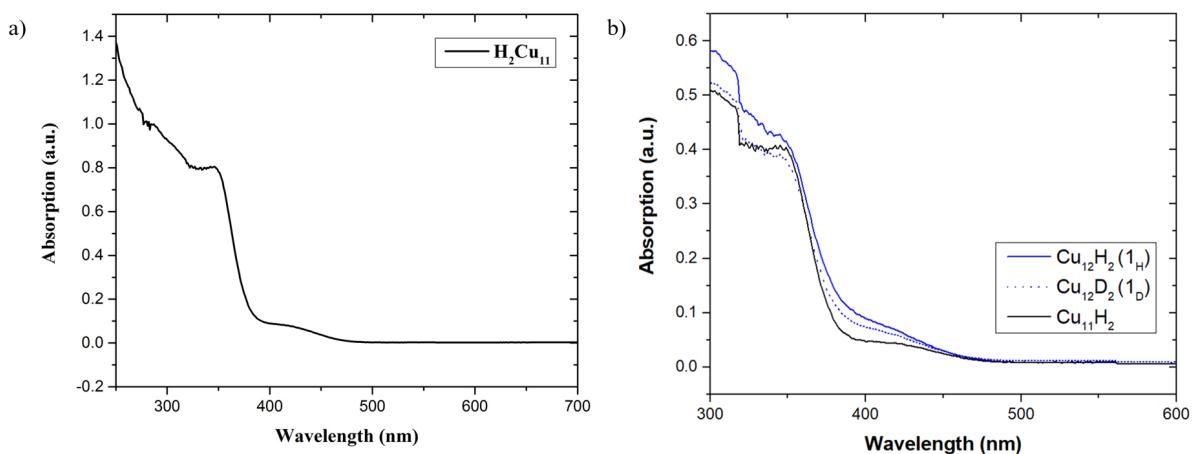 a)
H₂Cu₁₁
Absorption (a.u.)
1.4
1.2
1.0
0.8
0.6
0.4
0.2
0.0
-0.2
300
400
500
600
700
Wavelength (nm)
b)
Cu₁₂H₂ (1_H)
Cu₁₂D₂ (1_D)
Cu₁₁H₂
Absorption (a.u.)
0.6
0.5
0.4
0.3
0.2
0.1
0.0
300
400
500
600
Wavelength (nm)